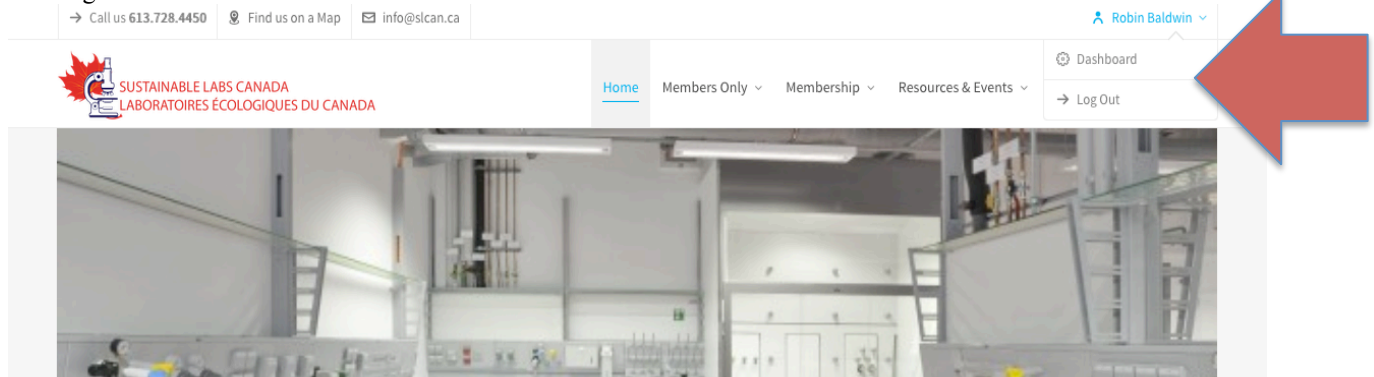 Call us 613.728.4450 Find us on a Map info@slcan.ca Robin Baldwin
Dashboard
Log Out
SUSTAINABLE LABS CANADA
LABORATOIRES ÉCOLOGIQUES DU CANADA
Home Members Only Membership Resources & Events